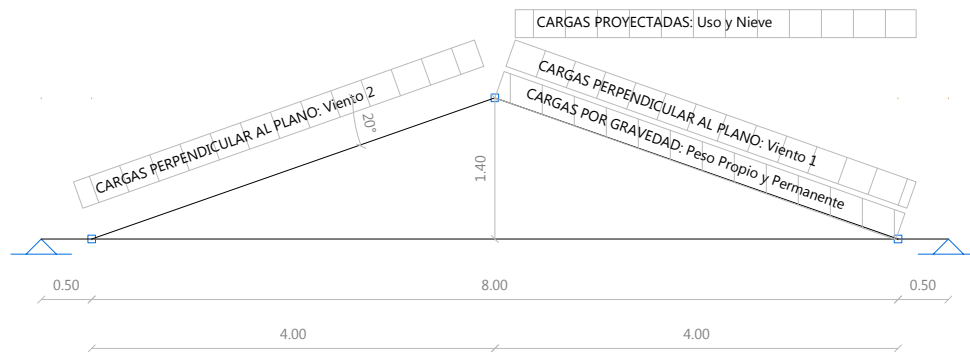 CARGAS PROYECTADAS: Uso y Nieve
CARGAS PERPENDICULAR AL PLANO: Viento 2
CARGAS PERPENDICULAR AL PLANO: Viento 1
CARGAS POR GRAVEDAD: Peso Propio y Permanente
20°
1.40
0.50
8.00
0.50
4.00
4.00